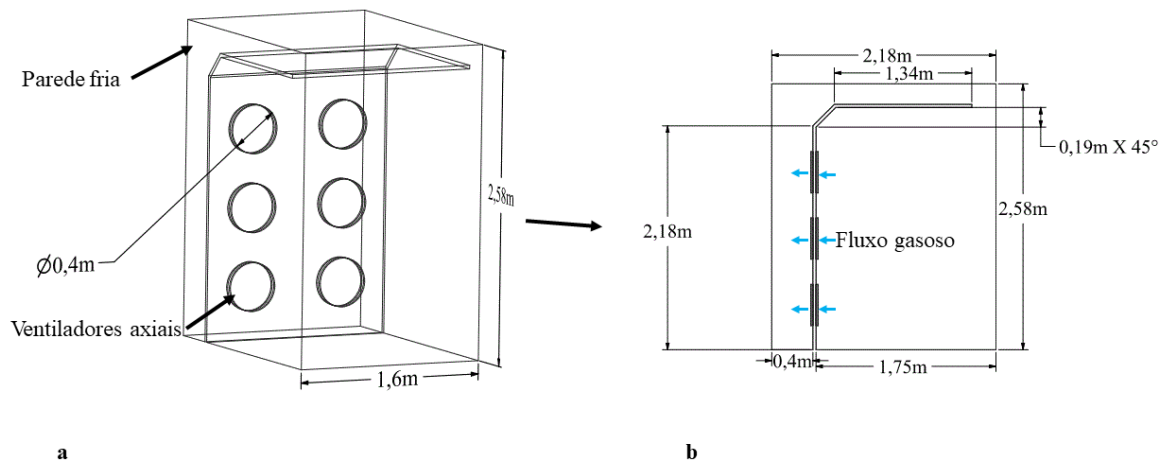 Parede fria
Ø0,4m
Ventiladores axiais
2,58m
1,6m
a
2,18m
1,34m
0,19m X 45°
2,18m
Fluxo gasoso
2,58m
0,4m
1,75m
b